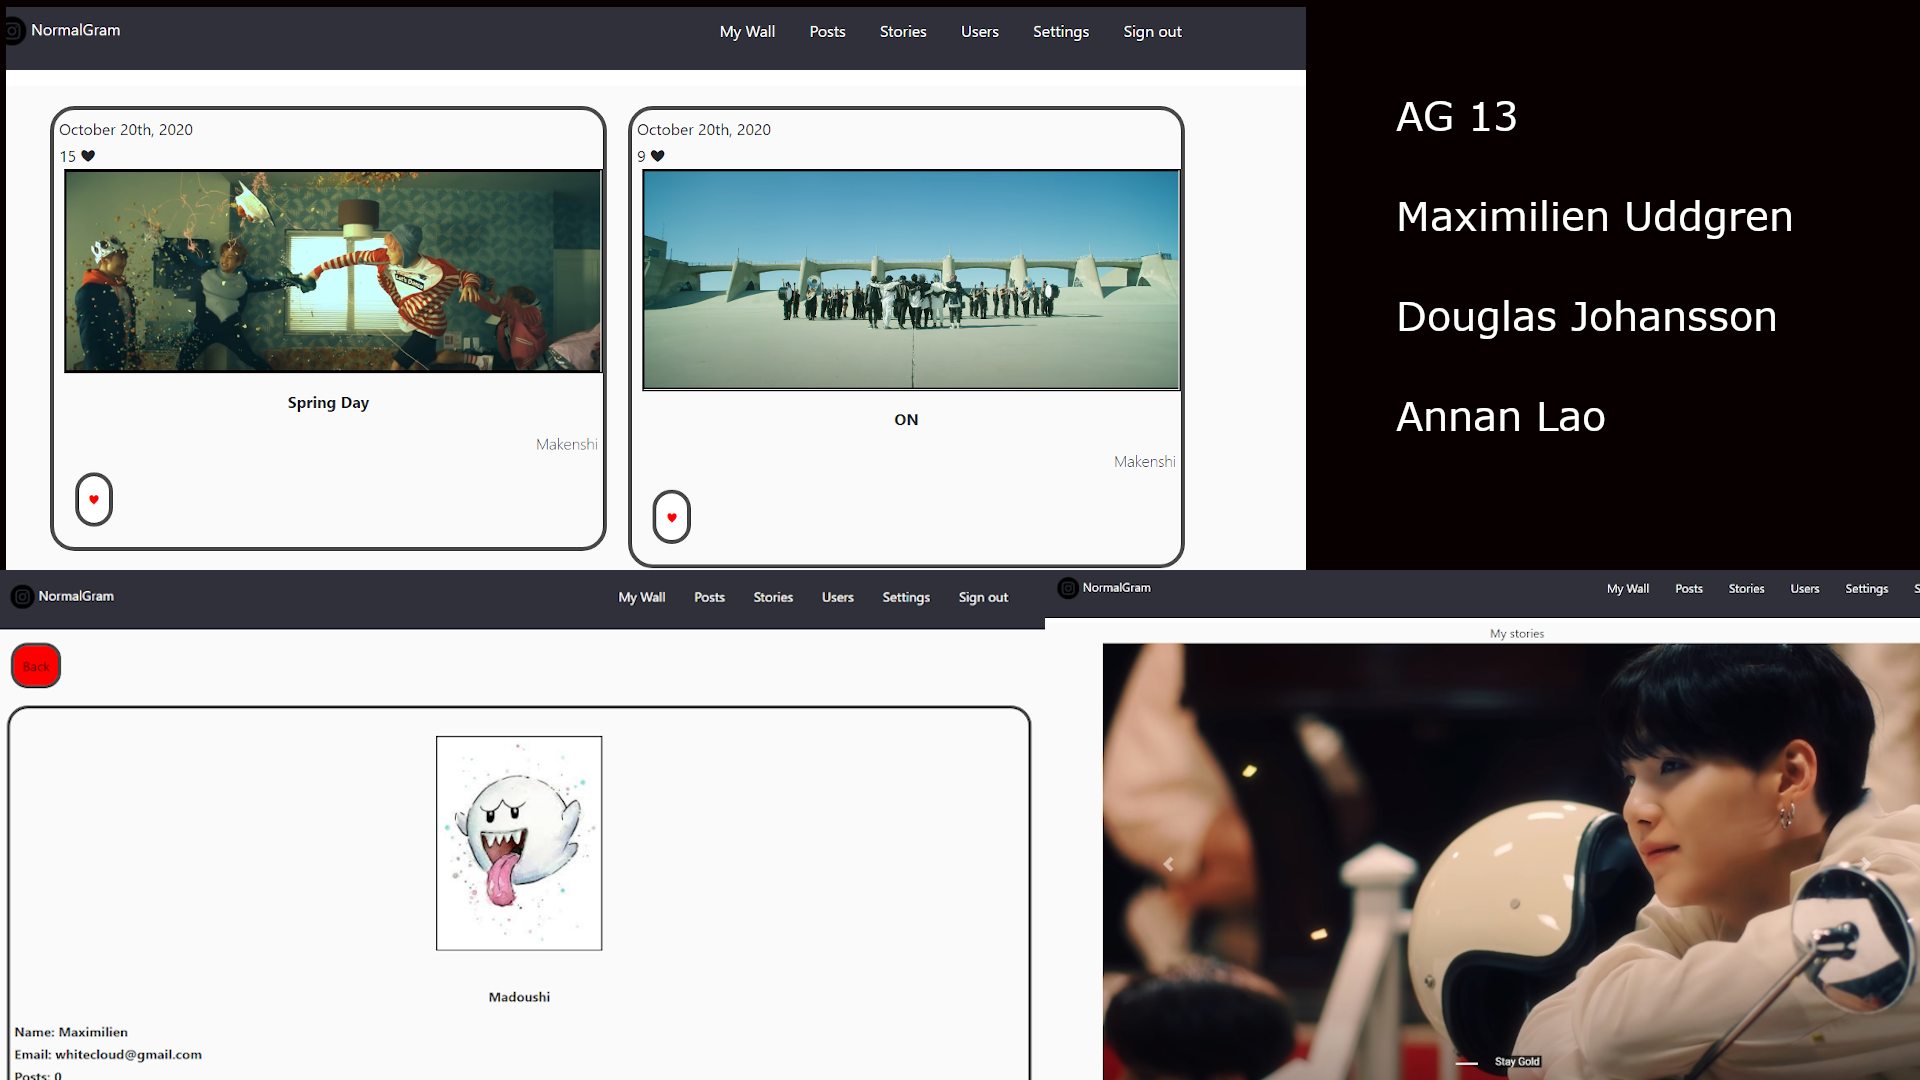 NormalGram
My Wall Posts Stories Users Settings Sign out
October 20th, 2020
15
Spring Day
Makenshi
October 20th, 2020
9
ON
Makenshi
AG 13
Maximilien Uddgren
Douglas Johansson
Annan Lao
NormalGram
My Wall Posts Stories Users Settings Sign out
Back
Madoushi
Name: Maximilien
Email: whitecloud@gmail.com
Posts: 0
NormalGram
My Wall Posts Stories Users Settings S
My stories
Stay Gold